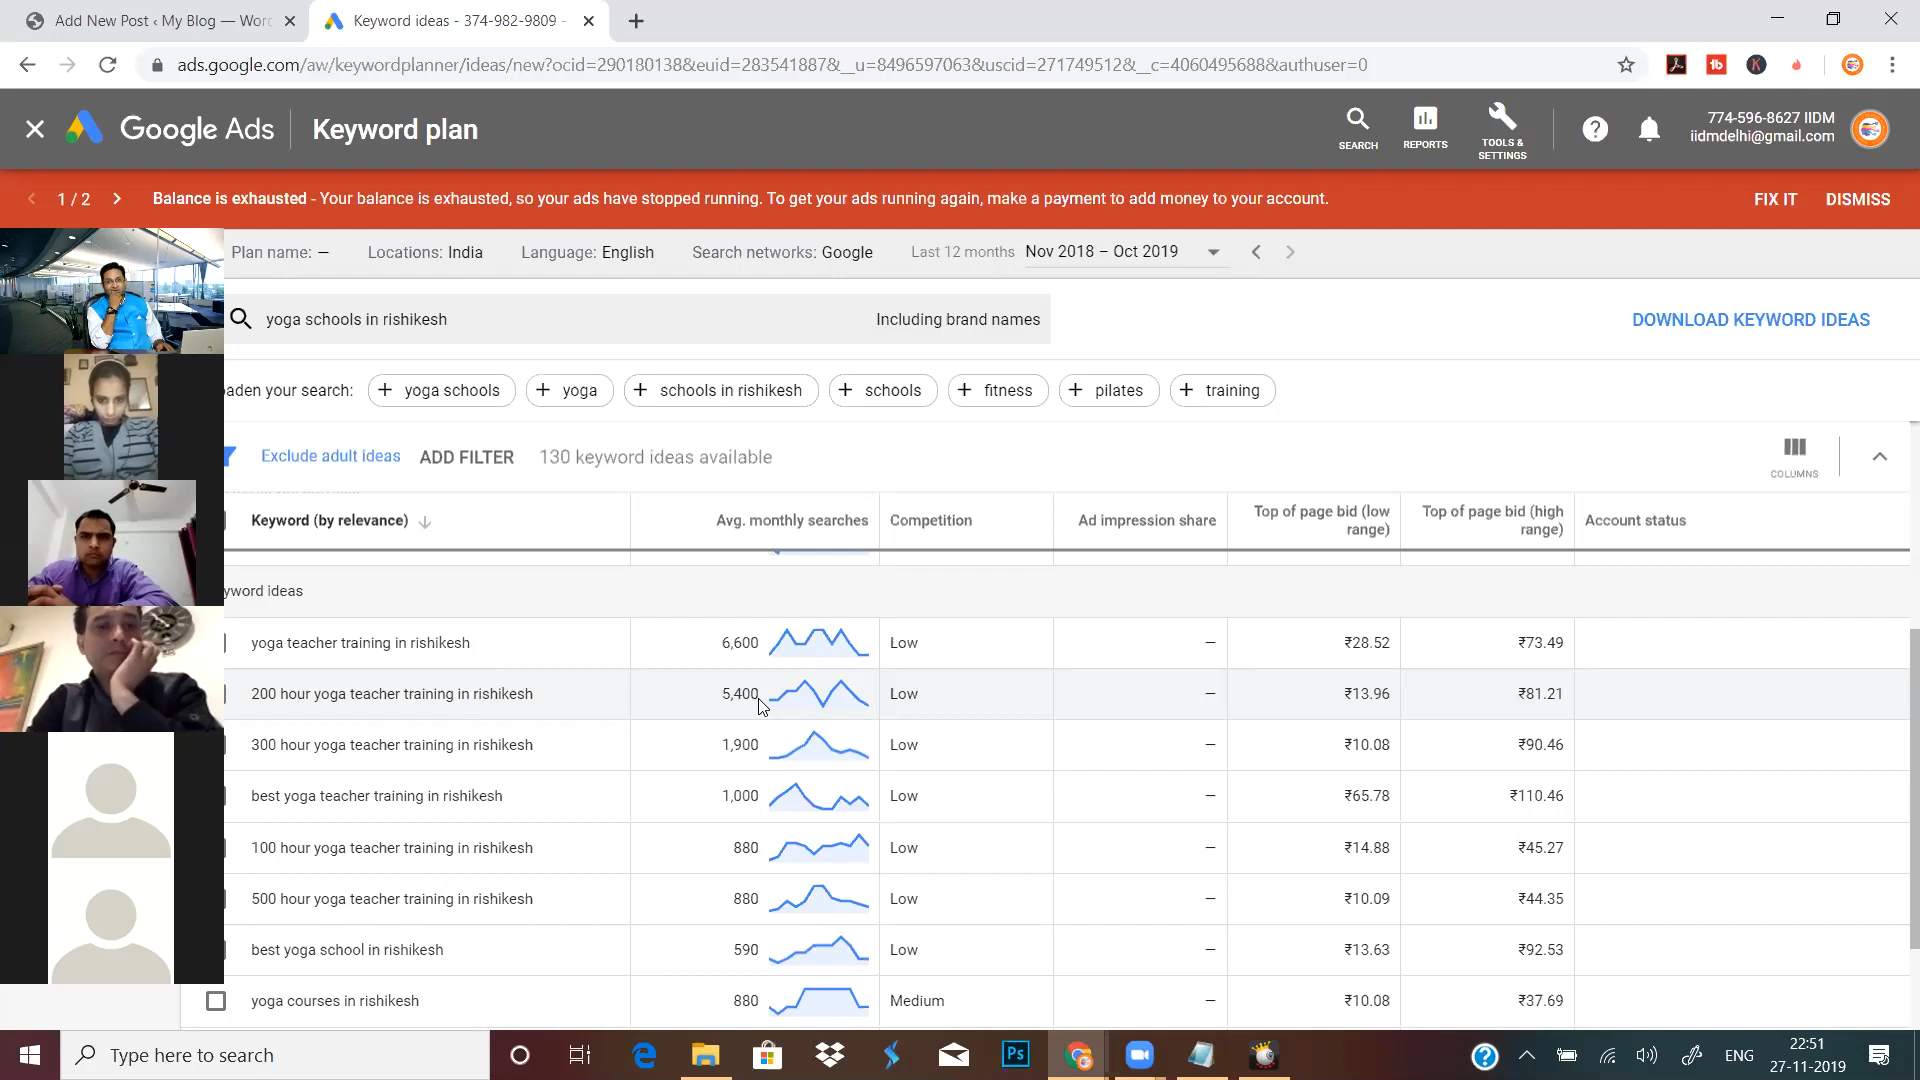 Add New Post ‹ My Blog — Word
Keyword ideas - 374-982-9809 -
ads.google.com/aw/keywordplanner/ideas/new?ocid=290180138&euid=283541887&__u=8496597063&uscid=271749512&__c=4060495688&authuser=0
Google Ads
Keyword plan
SEARCH
REPORTS
TOOLS & SETTINGS
774-596-8627 IIDM
iidmdelhi@gmail.com
1 / 2
Balance is exhausted - Your balance is exhausted, so your ads have stopped running. To get your ads running again, make a payment to add money to your account.
FIX IT
DISMISS
Plan name: — Locations: India Language: English Search networks: Google Last 12 months Nov 2018 – Oct 2019
yoga schools in rishikesh
Including brand names
DOWNLOAD KEYWORD IDEAS
oaden your search: + yoga schools + yoga + schools in rishikesh + schools + fitness + pilates + training
Exclude adult ideas ADD FILTER 130 keyword ideas available
COLUMNS
Keyword (by relevance) Avg. monthly searches Competition Ad impression share Top of page bid (low range) Top of page bid (high range) Account status
yword ideas
yoga teacher training in rishikesh 6,600 Low – ₹28.52 ₹73.49
200 hour yoga teacher training in rishikesh 5,400 Low – ₹13.96 ₹81.21
300 hour yoga teacher training in rishikesh 1,900 Low – ₹10.08 ₹90.46
best yoga teacher training in rishikesh 1,000 Low – ₹65.78 ₹110.46
100 hour yoga teacher training in rishikesh 880 Low – ₹14.88 ₹45.27
500 hour yoga teacher training in rishikesh 880 Low – ₹10.09 ₹44.35
best yoga school in rishikesh 590 Low – ₹13.63 ₹92.53
yoga courses in rishikesh 880 Medium – ₹10.08 ₹37.69
Type here to search
Ps
ENG
22:51
27-11-2019